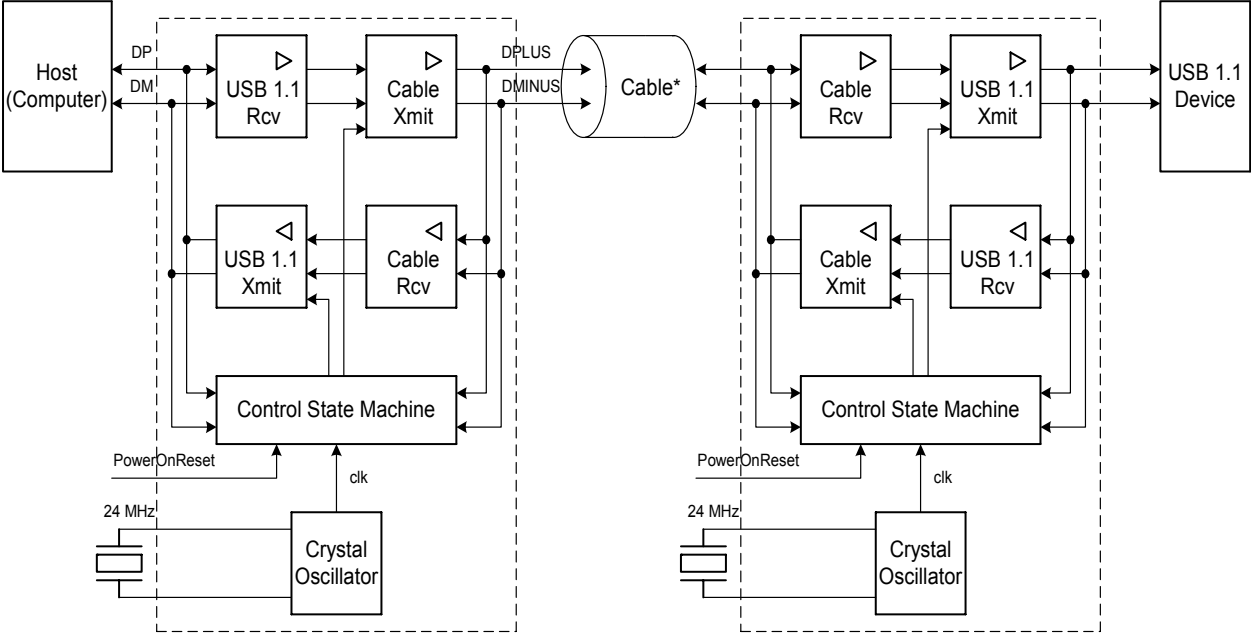 Host
(Computer)
DP
DM
USB 1.1
Rcv
Cable
Xmit
DPLUS
DMINUS
Cable*
Cable
Rcv
USB 1.1
Xmit
USB 1.1
Device
USB 1.1
Xmit
Cable
Rcv
Cable
Xmit
USB 1.1
Rcv
Control State Machine
Control State Machine
PowerOnReset
clk
PowerOnReset
clk
24 MHz
24 MHz
Crystal
Oscillator
Crystal
Oscillator